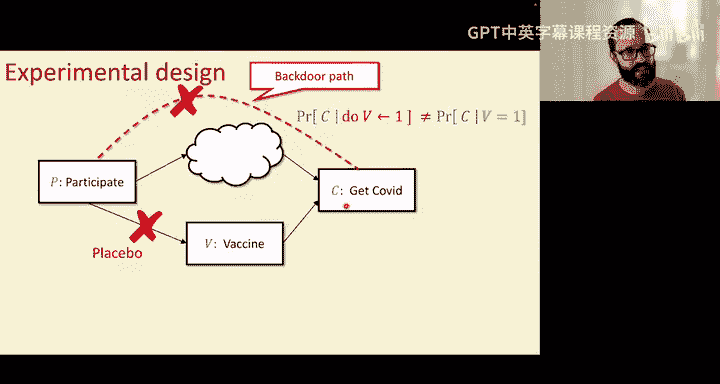 GPT中英字幕课程资源
Experimental design
Backdoor path
Pr[ C | do V ← 1 ] ≠ Pr[ C | V = 1]
P: Participate
C: Get Covid
V: Vaccine
Placebo